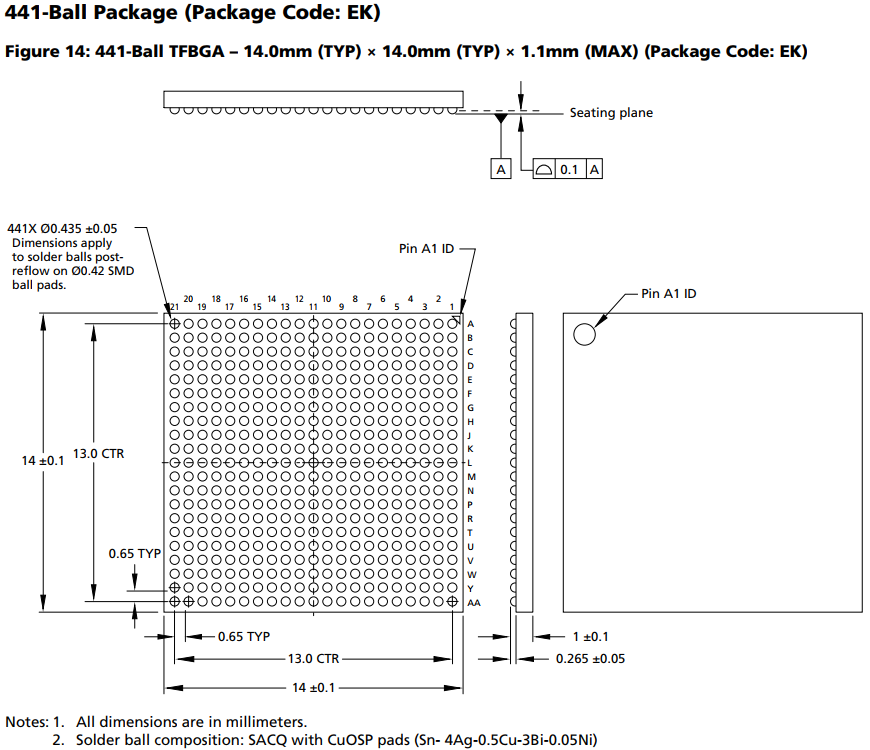 441-Ball Package (Package Code: EK)
Figure 14: 441-Ball TFBGA – 14.0mm (TYP) × 14.0mm (TYP) × 1.1mm (MAX) (Package Code: EK)
Seating plane
A
0.1 A
441X Ø0.435 ±0.05
Dimensions apply
to solder balls post-
reflow on Ø0.42 SMD
ball pads.
Pin A1 ID
Pin A1 ID
20 18 16 14 12 10 8 6 4 2
21 19 17 15 13 11 9 7 5 3 1
A
B
C
D
E
F
G
H
J
K
L
M
N
P
R
T
U
V
W
Y
AA
14 ±0.1
13.0 CTR
0.65 TYP
0.65 TYP
13.0 CTR
14 ±0.1
1 ±0.1
0.265 ±0.05
Notes: 1. All dimensions are in millimeters.
2. Solder ball composition: SACQ with CuOSP pads (Sn- 4Ag-0.5Cu-3Bi-0.05Ni)